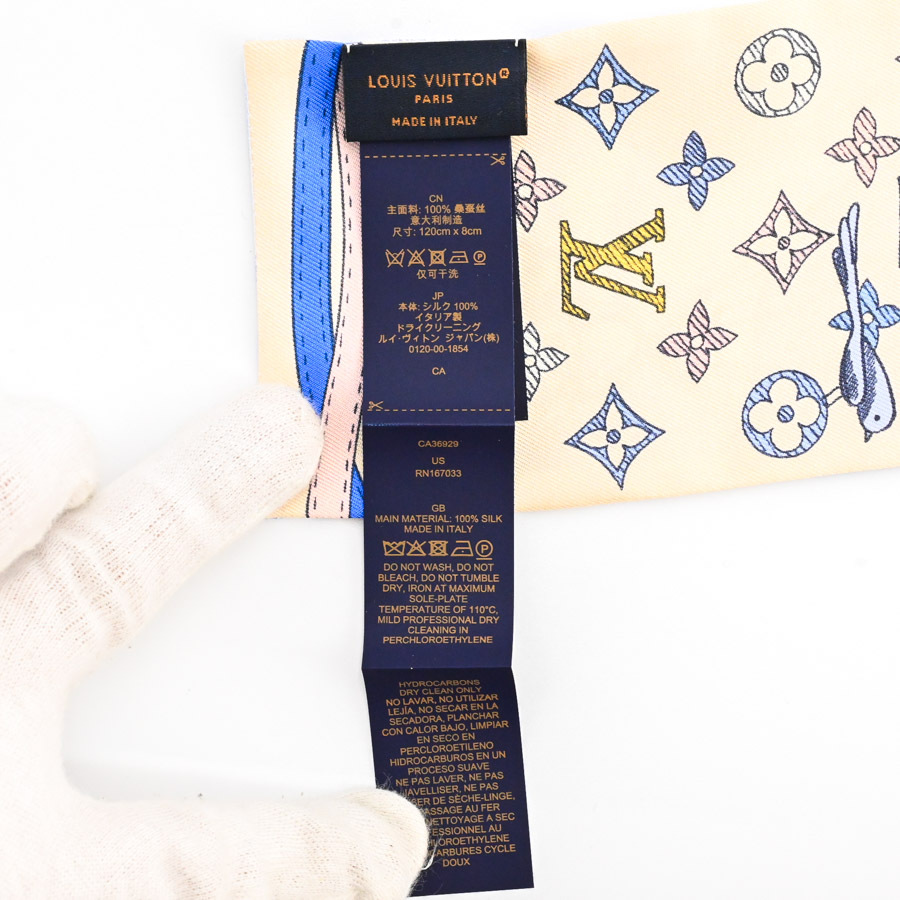 LOUIS VUITTON®
PARIS
MADE IN ITALY
CN
主面料: 100% 桑蚕丝
意大利制造
尺寸: 120cm x 8cm
仅可干洗
JP
本体: シルク 100%
イタリア製
ドライクリーニング
ルイ・ヴィトン ジャパン(株)
0120-00-1854
CA
CA36929
US
RN167033
GB
MAIN MATERIAL: 100% SILK
MADE IN ITALY
DO NOT WASH, DO NOT
BLEACH, DO NOT TUMBLE
DRY, IRON AT MAXIMUM
SOLE-PLATE
TEMPERATURE OF 110°C,
MILD PROFESSIONAL DRY
CLEANING IN
PERCHLOROETHYLENE
HYDROCARBONS
DRY CLEAN ONLY
NO LAVAR, NO UTILIZAR
LEJÍA, NO SECAR EN LA
SECADORA, PLANCHAR
CON CALOR BAJO, LIMPIAR
EN SECO EN
PERCLOROETILENO
HIDROCARBUROS EN UN
PROCESO SUAVE
NE PAS LAVER, NE PAS
JAVELLISER, NE PAS
DE SÈCHE-LINGE,
AU FER
NETTOYAGE A SEC
AU
CYCLE
DOUX
LV